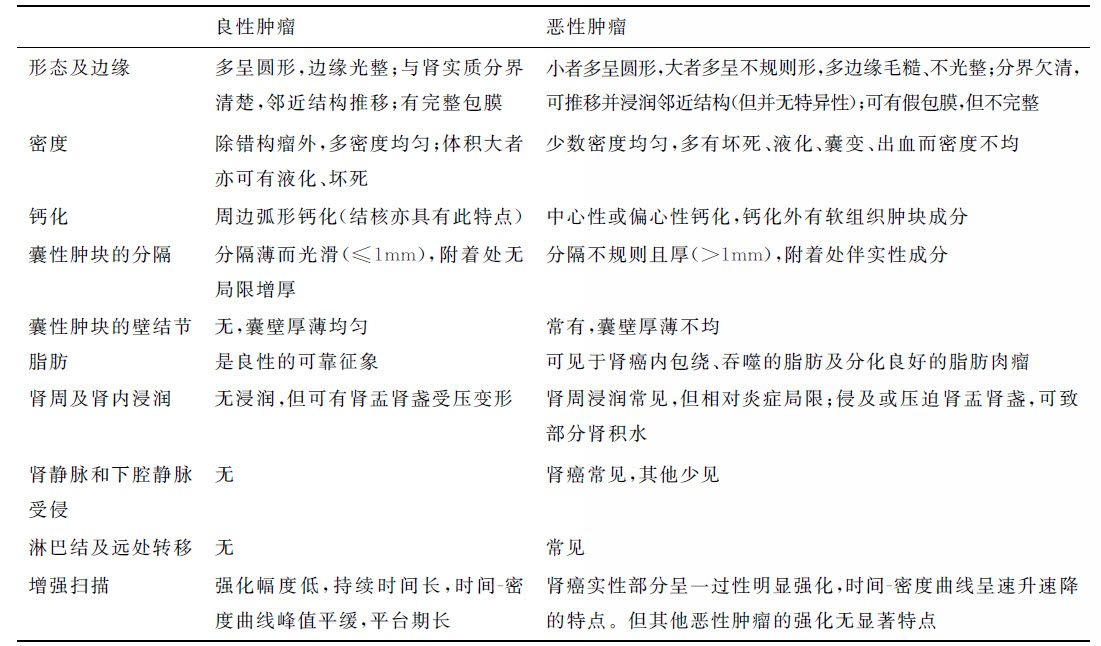 良性肿瘤 恶性肿瘤
形态及边缘 多呈圆形,边缘光整;与肾实质分界 小者多呈圆形,大者多呈不规则形,多边缘毛糙、不光整;分界欠清,
清楚,邻近结构推移;有完整包膜 可推移并浸润邻近结构(但并无特异性);可有假包膜,但不完整
密度 除错构瘤外,多密度均匀;体积大者 少数密度均匀,多有坏死、液化、囊变、出血而密度不均
亦可有液化、坏死
钙化 周边弧形钙化(结核亦具有此特点) 中心性或偏心性钙化,钙化外有软组织肿块成分
囊性肿块的分隔 分隔薄而光滑(≤1mm),附着处无 分隔不规则且厚(>1mm),附着处伴实性成分
局限增厚
囊性肿块的壁结节 无,囊壁厚薄均匀 常有,囊壁厚薄不均
脂肪 是良性的可靠征象 可见于肾癌内包绕、吞噬的脂肪及分化良好的脂肪肉瘤
肾周及肾内浸润 无浸润,但可有肾盂肾盏受压变形 肾周浸润常见,但相对炎症局限;侵及或压迫肾盂肾盏,可致
部分肾积水
肾静脉和下腔静脉 无 肾癌常见,其他少见
受侵
淋巴结及远处转移 无 常见
增强扫描 强化幅度低,持续时间长,时间-密 肾癌实性部分呈一过性明显强化,时间-密度曲线呈速升速降
度曲线峰值平缓,平台期长 的特点。但其他恶性肿瘤的强化无显著特点